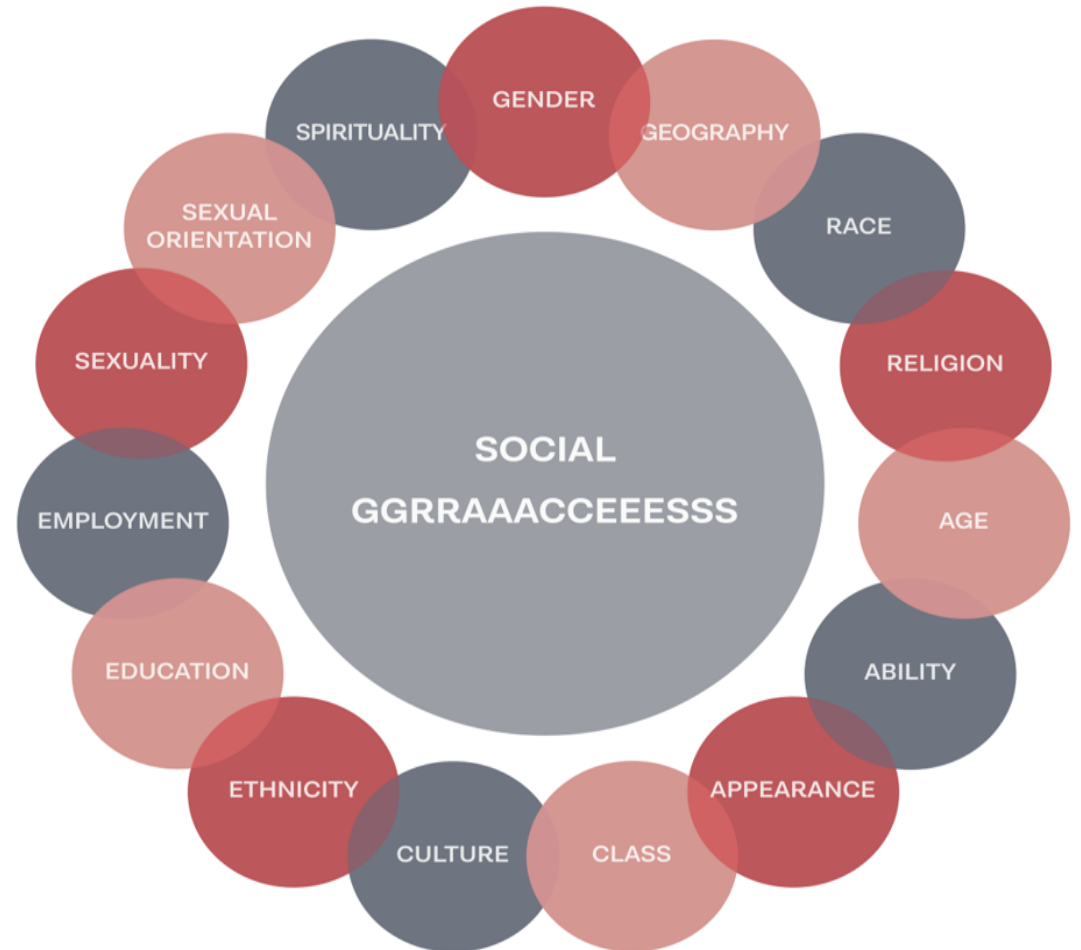 GENDER
GEOGRAPHY
RACE
RELIGION
AGE
ABILITY
APPEARANCE
CLASS
CULTURE
ETHNICITY
EDUCATION
EMPLOYMENT
SEXUALITY
SEXUAL
ORIENTATION
SPIRITUALITY
SOCIAL
GGRRAAACCEEESSS